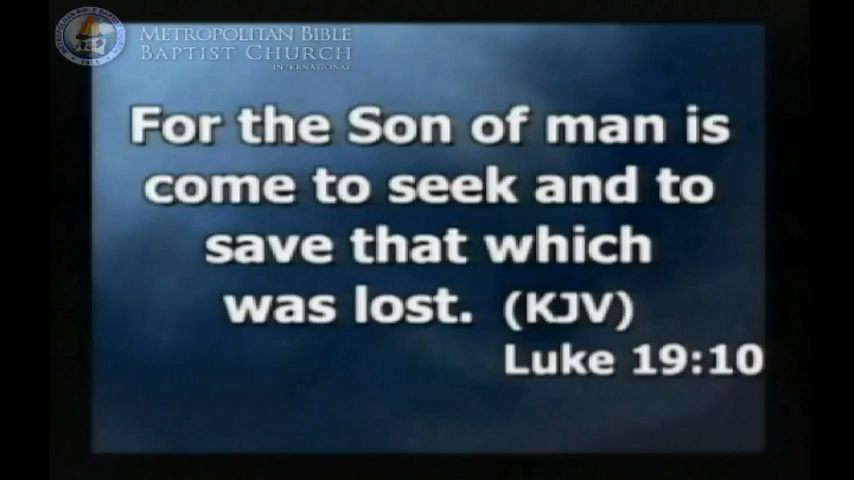 METROPOLITAN BIBLE
BAPTIST CHURCH
INTERNATIONAL
For the Son of man is
come to seek and to
save that which
was lost. (KJV)
Luke 19:10